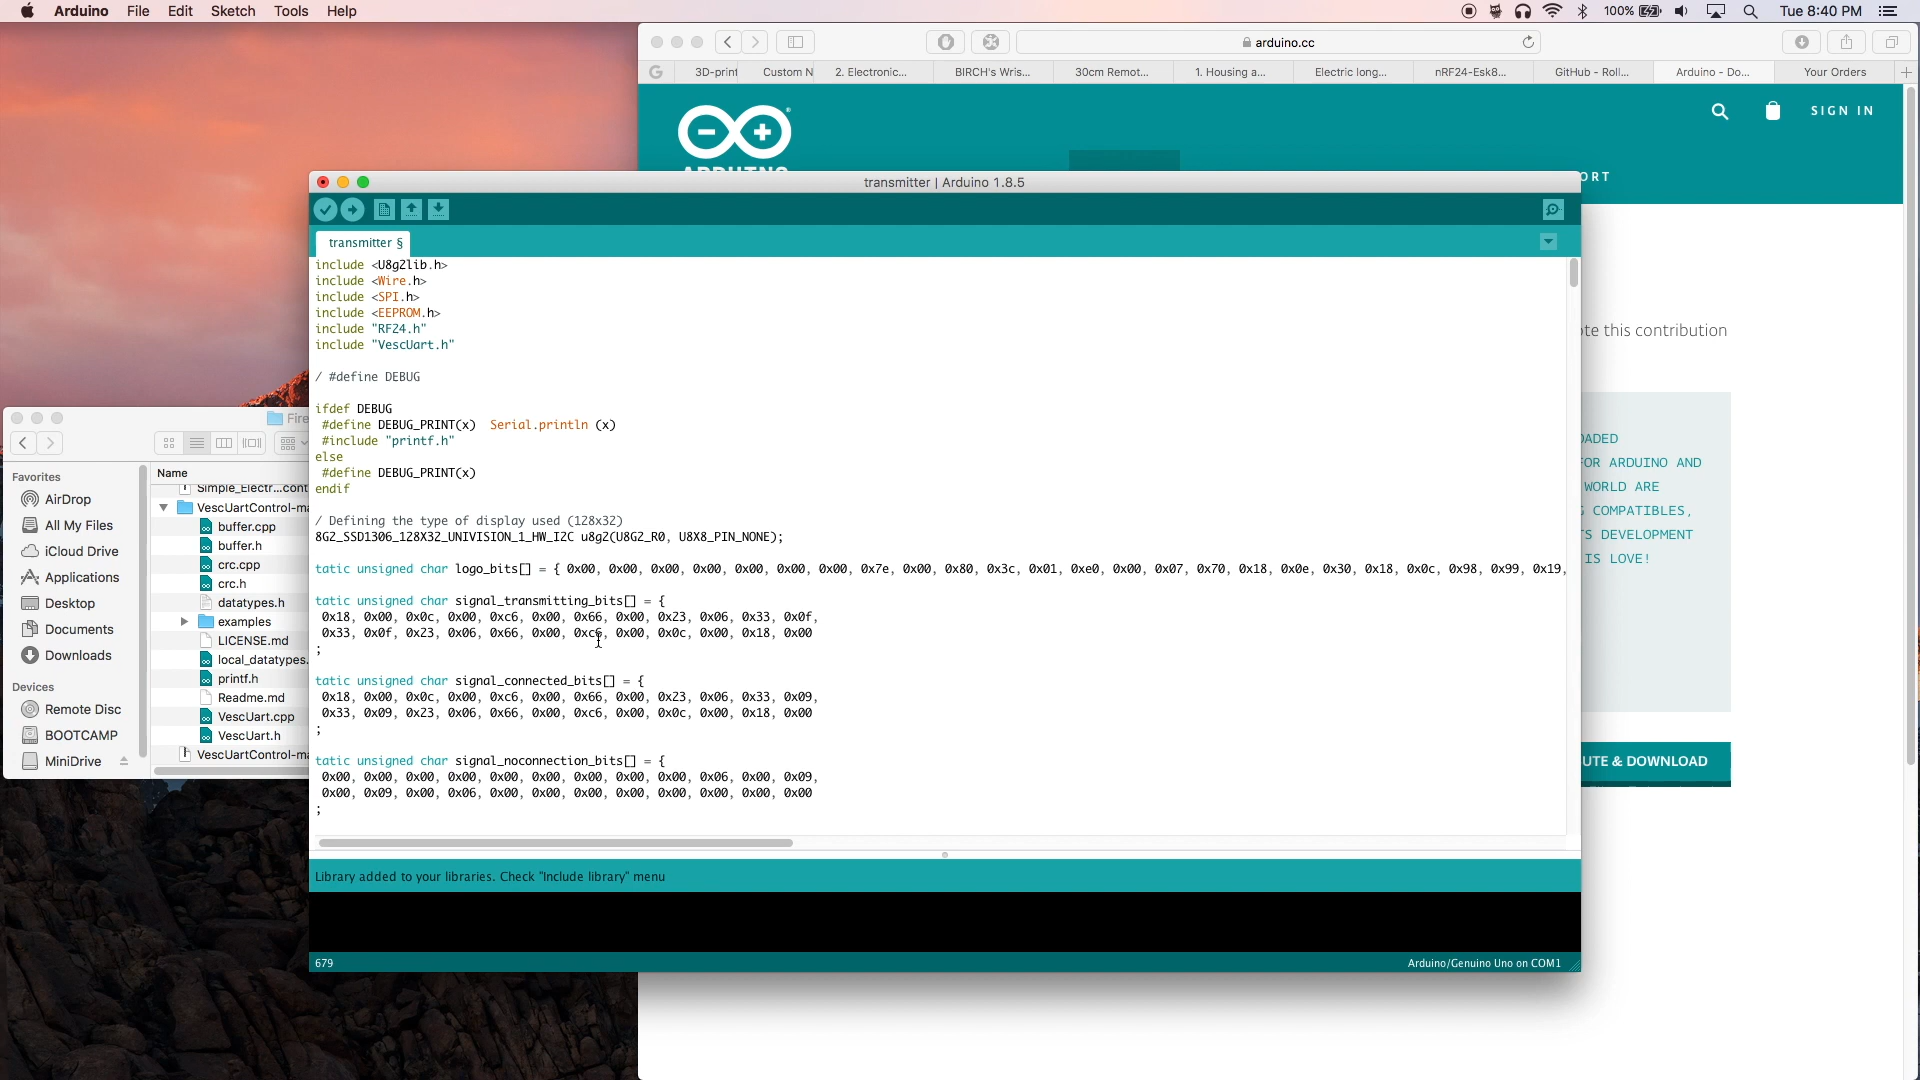 Arduino File Edit Sketch Tools Help
100% Tue 8:40 PM
arduino.cc
3D-print Custom N 2. Electronic... BIRCH's Wris... 30cm Remot... 1. Housing a... Electric long... nRF24-Esk8... GitHub - Roll... Arduino - Do... Your Orders
SIGN IN
ORT
transmitter | Arduino 1.8.5
transmitter §
include <U8g2lib.h>
include <Wire.h>
include <SPI.h>
include <EEPROM.h>
include "RF24.h"
include "VescUart.h"
/ #define DEBUG
ifdef DEBUG
#define DEBUG_PRINT(x)  Serial.println (x)
#include "printf.h"
else
#define DEBUG_PRINT(x)
endif
/ Defining the type of display used (128x32)
8G2_SSD1306_128X32_UNIVISION_1_HW_I2C u8g2(U8G2_R0, U8X8_PIN_NONE);
tatic unsigned char logo_bits[] = { 0x00, 0x00, 0x00, 0x00, 0x00, 0x00, 0x00, 0x7e, 0x00, 0x80, 0x3c, 0x01, 0xe0, 0x00, 0x07, 0x70, 0x18, 0x0e, 0x30, 0x18, 0x0c, 0x98, 0x99, 0x19,
tatic unsigned char signal_transmitting_bits[] = {
0x18, 0x00, 0x0c, 0x00, 0xc6, 0x00, 0x66, 0x00, 0x23, 0x06, 0x33, 0x0f,
0x33, 0x0f, 0x23, 0x06, 0x66, 0x00, 0xc6, 0x00, 0x0c, 0x00, 0x18, 0x00
;
tatic unsigned char signal_connected_bits[] = {
0x18, 0x00, 0x0c, 0x00, 0xc6, 0x00, 0x66, 0x00, 0x23, 0x06, 0x33, 0x09,
0x33, 0x09, 0x23, 0x06, 0x66, 0x00, 0xc6, 0x00, 0x0c, 0x00, 0x18, 0x00
;
tatic unsigned char signal_noconnection_bits[] = {
0x00, 0x00, 0x00, 0x00, 0x00, 0x00, 0x00, 0x00, 0x00, 0x06, 0x00, 0x09,
0x00, 0x09, 0x00, 0x06, 0x00, 0x00, 0x00, 0x00, 0x00, 0x00, 0x00, 0x00
;
Library added to your libraries. Check "Include library" menu
679
Arduino/Genuino Uno on COM1
Fire
Favorites
AirDrop
All My Files
iCloud Drive
Applications
Desktop
Documents
Downloads
Devices
Remote Disc
BOOTCAMP
MiniDrive
Name
Simple_Electr...cont
VescUartControl-ma
buffer.cpp
buffer.h
crc.cpp
crc.h
datatypes.h
examples
LICENSE.md
local_datatypes.
printf.h
Readme.md
VescUart.cpp
VescUart.h
VescUartControl-ma
te this contribution
ADED
FOR ARDUINO AND
WORLD ARE
COMPATIBLES,
S DEVELOPMENT
IS LOVE!
UTE & DOWNLOAD